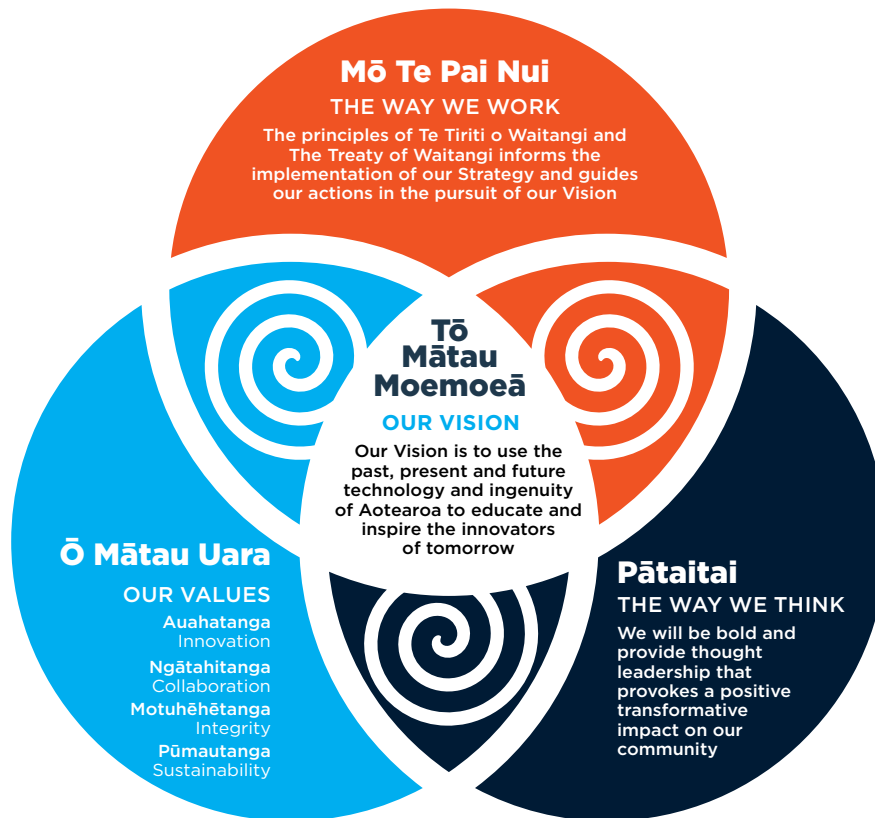 Mō Te Pai Nui
THE WAY WE WORK
The principles of Te Tiriti o Waitangi and
The Treaty of Waitangi informs the
implementation of our Strategy and guides
our actions in the pursuit of our Vision
Tō
Mātau
Moemoeā
OUR VISION
Our Vision is to use the
past, present and future
technology and ingenuity
of Aotearoa to educate and
inspire the innovators
of tomorrow
Ō Mātau Uara
OUR VALUES
Auahatanga
Innovation
Ngātahitanga
Collaboration
Motuhēhētanga
Integrity
Pūmautanga
Sustainability
Pātaitai
THE WAY WE THINK
We will be bold and
provide thought
leadership that
provokes a positive
transformative
impact on our
community